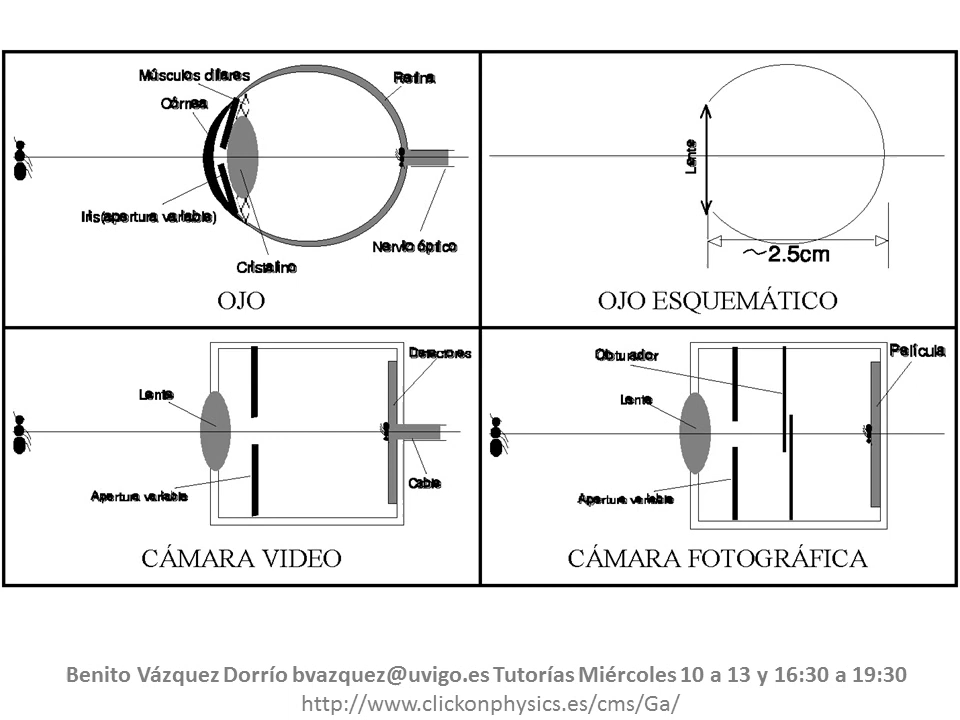 Músculos ciliares
Córnea
Retina
Iris(apertura variable)
Cristalino
Nervio óptico
OJO
Lente
~2.5cm
OJO ESQUEMÁTICO
Lente
Detectores
Apertura variable
Cable
CÁMARA VIDEO
Obturador
Película
Lente
Apertura variable
CÁMARA FOTOGRÁFICA
Benito Vázquez Dorrío bvazquez@uvigo.es Tutorías Miércoles 10 a 13 y 16:30 a 19:30
http://www.clickonphysics.es/cms/Ga/